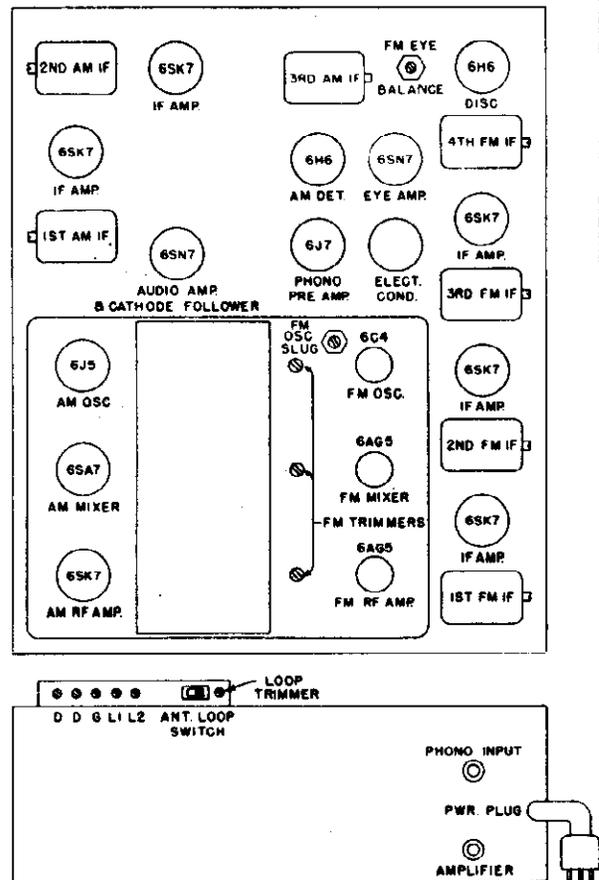 2ND AM IF
6SK7
IF AMP.
3RD AM IF
FM EYE
BALANCE
6H6
DISC
4TH FM IF
6SK7
IF AMP.
6H6
AM DET.
6SN7
EYE AMP.
1ST AM IF
6SN7
AUDIO AMP.
& CATHODE FOLLOWER
6J7
PHONO
PRE AMP.
ELECT.
COND.
6SK7
IF AMP.
3RD FM IF
FM
OSC
SLUG
6C4
FM OSC.
6J5
AM OSC
6SK7
IF AMP.
2ND FM IF
6SA7
AM MIXER
6AG5
FM MIXER
FM TRIMMERS
6SK7
IF AMP.
6SK7
AM RF AMP.
6AG5
FM RF AMP.
1ST FM IF
LOOP
TRIMMER
D D G L1 L2
ANT. LOOP
SWITCH
PHONO INPUT
PWR. PLUG
AMPLIFIER